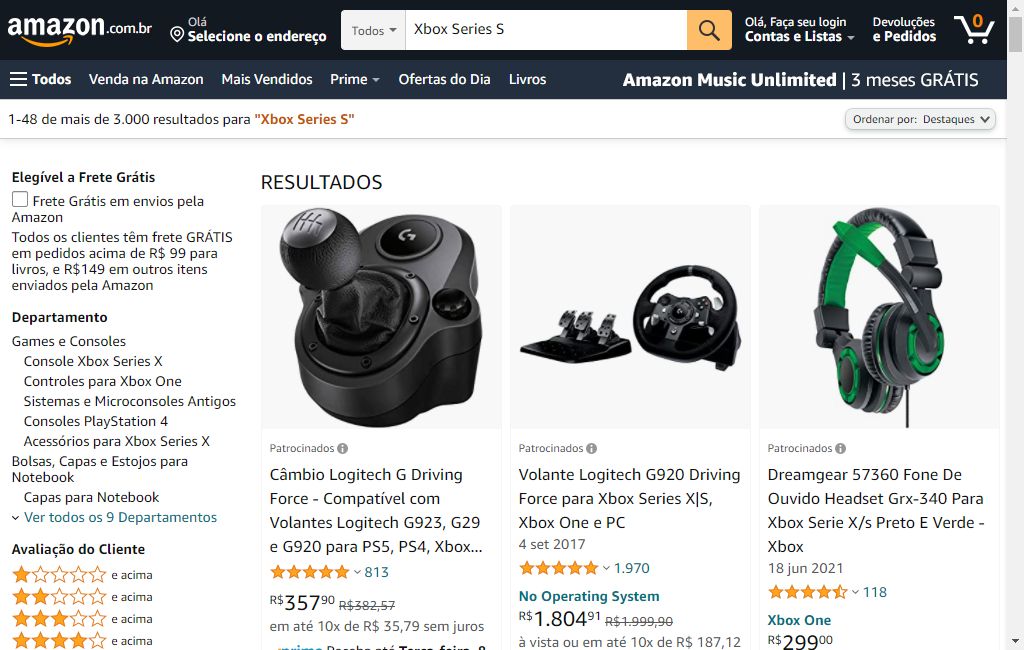 amazon.com.br
Olá
Selecione o endereço
Todos
Xbox Series S
Olá, Faça seu login
Contas e Listas
Devoluções
e Pedidos
0
Todos
Venda na Amazon
Mais Vendidos
Prime
Ofertas do Dia
Livros
Amazon Music Unlimited | 3 meses GRÁTIS
1-48 de mais de 3.000 resultados para "Xbox Series S"
Ordenar por: Destaques
Elegível a Frete Grátis
Frete Grátis em envios pela
Amazon
Todos os clientes têm frete GRÁTIS
em pedidos acima de R$ 99 para
livros, e R$149 em outros itens
enviados pela Amazon
Departamento
Games e Consoles
Console Xbox Series X
Controles para Xbox One
Sistemas e Microconsoles Antigos
Consoles PlayStation 4
Acessórios para Xbox Series X
Bolsas, Capas e Estojos para
Notebook
Capas para Notebook
Ver todos os 9 Departamentos
Avaliação do Cliente
e acima
e acima
e acima
e acima
RESULTADOS
Patrocinados
Câmbio Logitech G Driving
Force - Compatível com
Volantes Logitech G923, G29
e G920 para PS5, PS4, Xbox...
813
R$35790 R$382,57
em até 10x de R$ 35,79 sem juros
prime Receba até Terça-feira, 8
Patrocinados
Volante Logitech G920 Driving
Force para Xbox Series X|S,
Xbox One e PC
4 set 2017
1.970
No Operating System
R$1.80491 R$1.999,90
à vista ou em até 10x de R$ 187,12
Patrocinados
Dreamgear 57360 Fone De
Ouvido Headset Grx-340 Para
Xbox Serie X/s Preto E Verde -
Xbox
18 jun 2021
118
Xbox One
R$29900